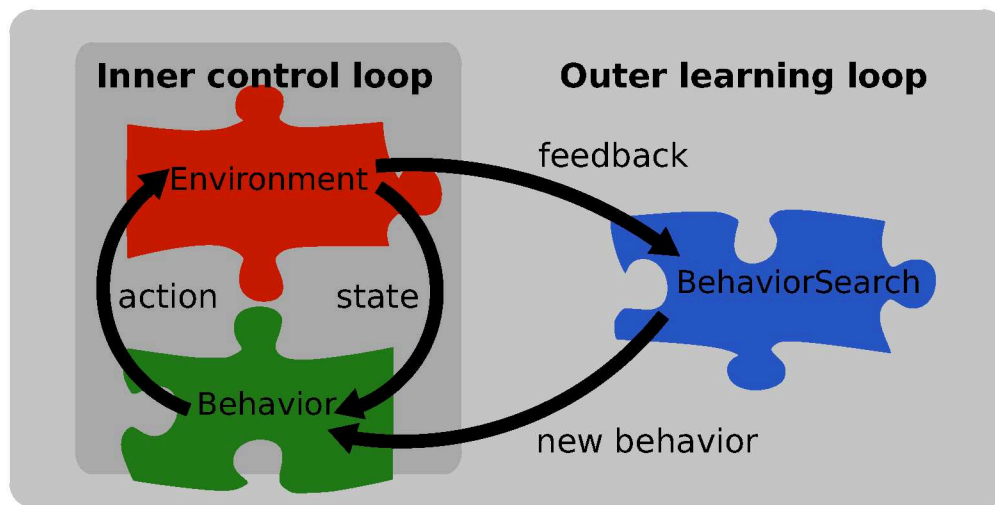 Inner control loop
Outer learning loop
feedback
Environment
BehaviorSearch
action
state
Behavior
new behavior